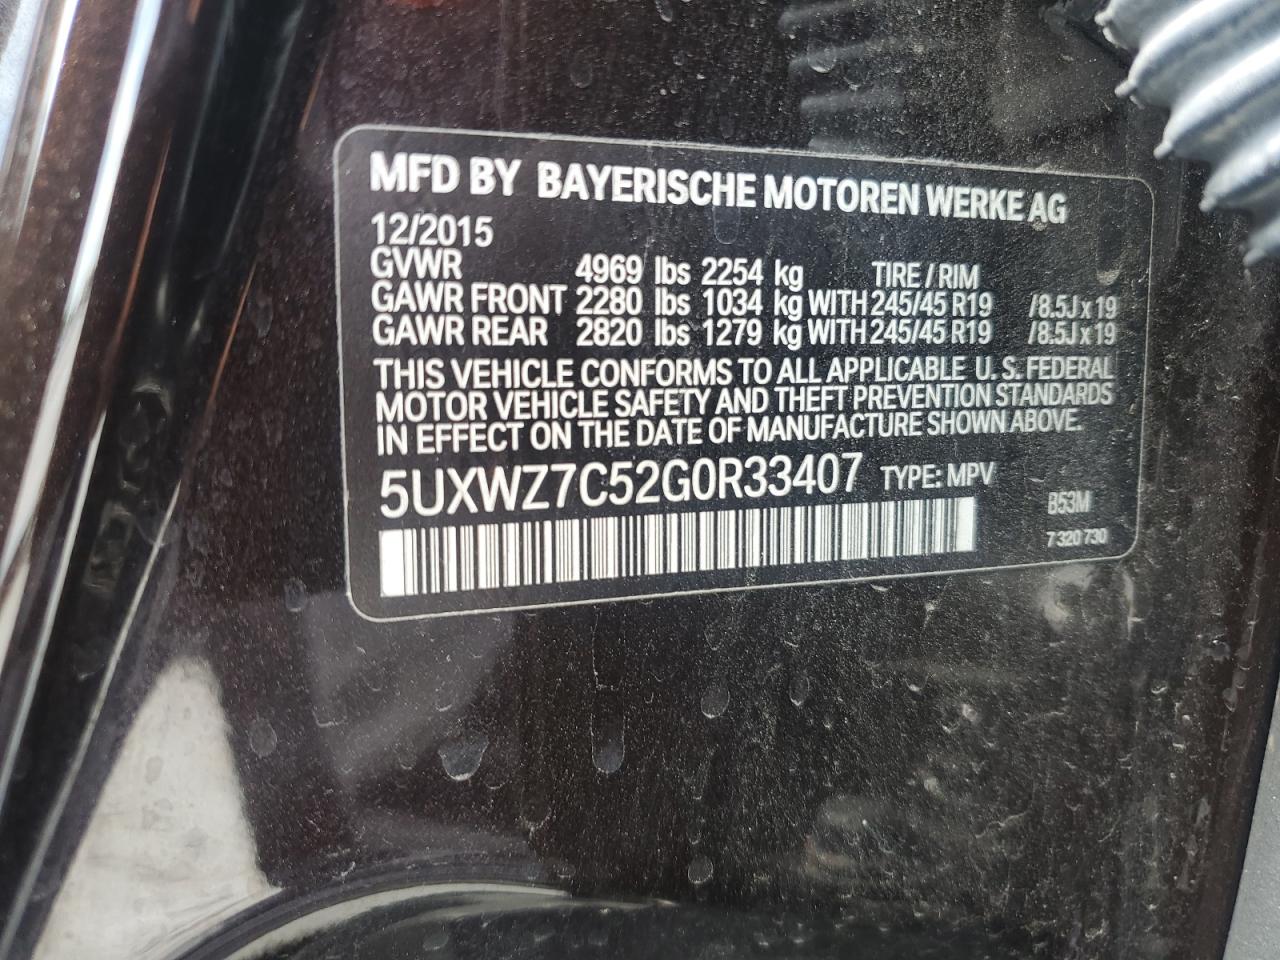 MFD BY BAYERISCHE MOTOREN WERKE AG
12/2015
GVWR 4969 lbs 2254 kg TIRE / RIM
GAWR FRONT 2280 lbs 1034 kg WITH 245/45 R19 /8.5J x 19
GAWR REAR 2820 lbs 1279 kg WITH 245/45 R19 /8.5J x 19
THIS VEHICLE CONFORMS TO ALL APPLICABLE U.S. FEDERAL
MOTOR VEHICLE SAFETY AND THEFT PREVENTION STANDARDS
IN EFFECT ON THE DATE OF MANUFACTURE SHOWN ABOVE.
5UXWZ7C52G0R33407 TYPE: MPV
B53M
7 320 730